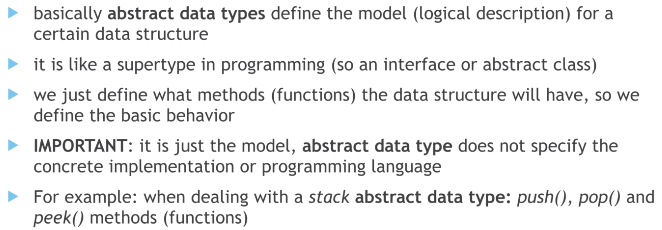 basically abstract data types define the model (logical description) for a
certain data structure
it is like a supertype in programming (so an interface or abstract class)
we just define what methods (functions) the data structure will have, so we
define the basic behavior
IMPORTANT: it is just the model, abstract data type does not specify the
concrete implementation or programming language
For example: when dealing with a stack abstract data type: push(), pop() and
peek() methods (functions)